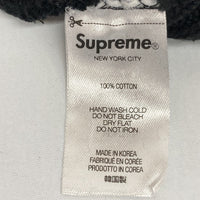 Supreme®
NEW YORK CITY
100% COTTON
HAND WASH COLD
DO NOT BLEACH
DRY FLAT
DO NOT IRON
MADE IN KOREA
FABRIQUÉ EN CORÉE
PRODOTTO IN COREA